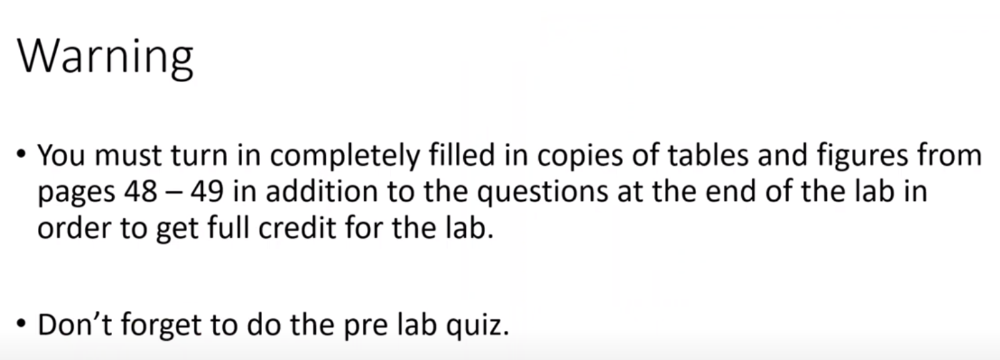 Warning
• You must turn in completely filled in copies of tables and figures from
pages 48 – 49 in addition to the questions at the end of the lab in
order to get full credit for the lab.
• Don’t forget to do the pre lab quiz.